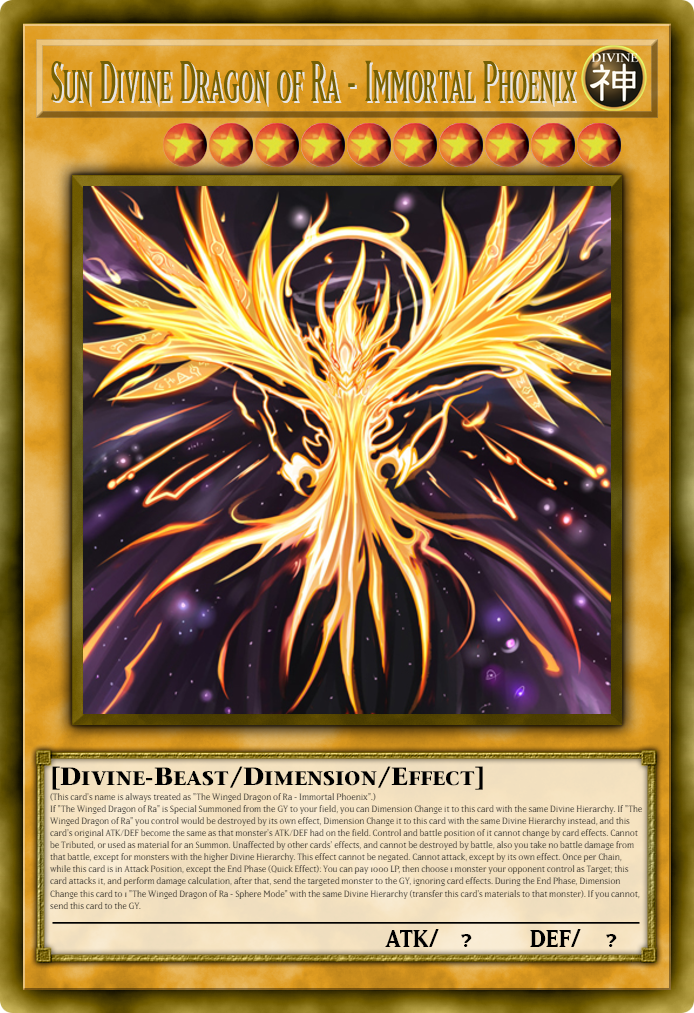 Sun Divine Dragon of Ra - Immortal Phoenix
DIVINE
神
[Divine-Beast/Dimension/Effect]
(This card's name is always treated as "The Winged Dragon of Ra - Immortal Phoenix".)
If "The Winged Dragon of Ra" is Special Summoned from the GY to your field, you can Dimension Change it to this card with the same Divine Hierarchy. If "The
Winged Dragon of Ra" you control would be destroyed by its own effect, Dimension Change it to this card with the same Divine Hierarchy instead, and this
card's original ATK/DEF become the same as that monster's ATK/DEF had on the field. Control and battle position of it cannot change by card effects. Cannot
be Tributed, or used as material for an Summon. Unaffected by other cards' effects, and cannot be destroyed by battle, also you take no battle damage from
that battle, except for monsters with the higher Divine Hierarchy. This effect cannot be negated. Cannot attack, except by its own effect. Once per Chain,
while this card is in Attack Position, except the End Phase (Quick Effect): You can pay 1000 LP, then choose 1 monster your opponent control as Target; this
card attacks it, and perform damage calculation, after that, send the targeted monster to the GY, ignoring card effects. During the End Phase, Dimension
Change this card to 1 "The Winged Dragon of Ra - Sphere Mode" with the same Divine Hierarchy (transfer this card's materials to that monster). If you cannot,
send this card to the GY.
ATK/ ? DEF/ ?